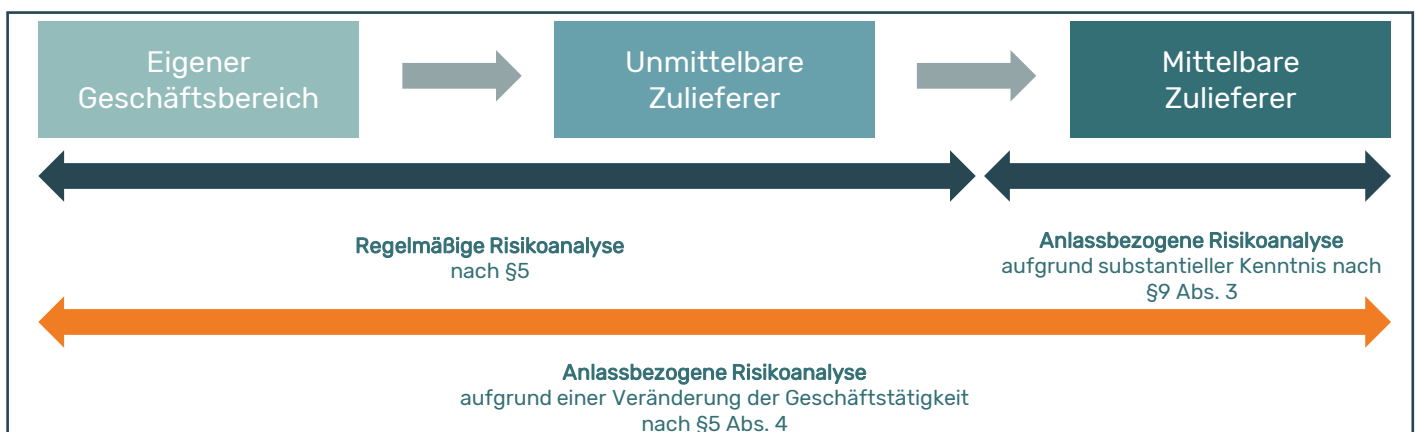 Eigener
Geschäftsbereich
Unmittelbare
Zulieferer
Mittelbare
Zulieferer
Regelmäßige Risikoanalyse
nach §5
Anlassbezogene Risikoanalyse
aufgrund substantieller Kenntnis nach
§9 Abs. 3
Anlassbezogene Risikoanalyse
aufgrund einer Veränderung der Geschäftstätigkeit
nach §5 Abs. 4